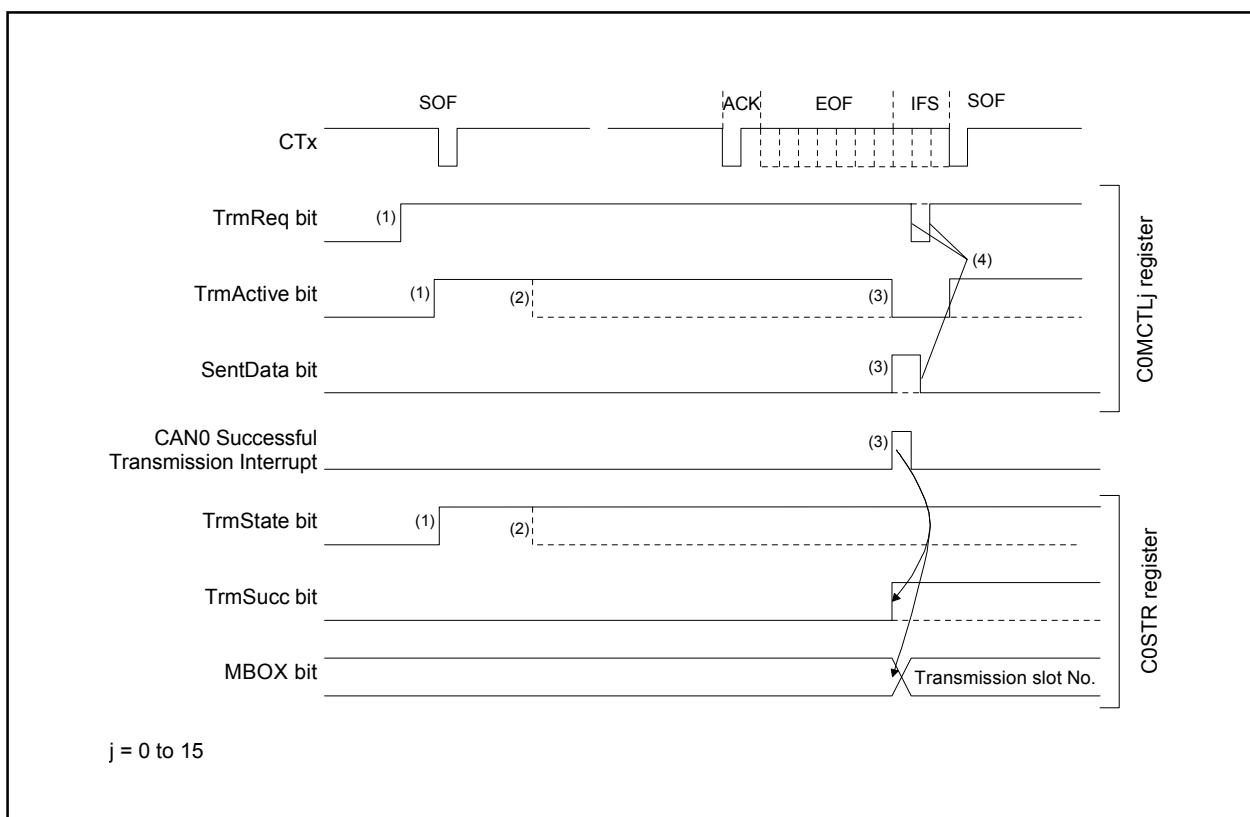 SOF ACK EOF IFS SOF
CTx
TrmReq bit (1)
(4)
TrmActive bit (1) (2) (3)
SentData bit (3)
C0MCTLj register
CAN0 Successful
Transmission Interrupt (3)
TrmState bit (1) (2)
TrmSucc bit
MBOX bit Transmission slot No.
C0STR register
j = 0 to 15